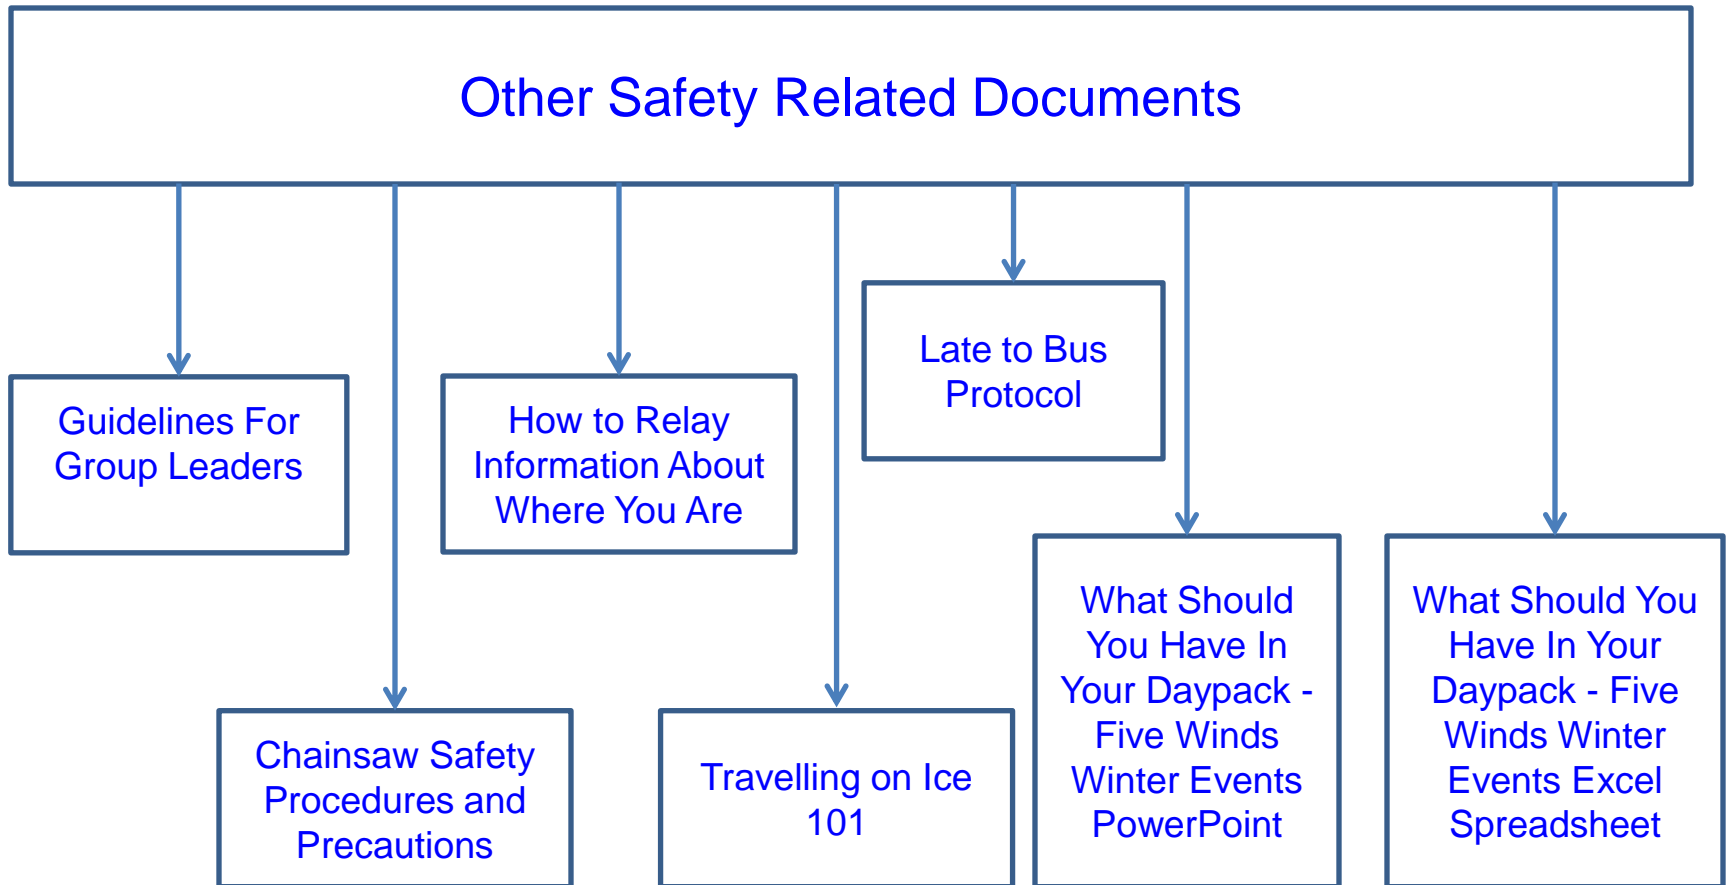 Other Safety Related Documents
Guidelines For
Group Leaders
Chainsaw Safety
Procedures and
Precautions
How to Relay
Information About
Where You Are
Travelling on Ice
101
Late to Bus
Protocol
What Should
You Have In
Your Daypack -
Five Winds
Winter Events
PowerPoint
What Should You
Have In Your
Daypack - Five
Winds Winter
Events Excel
Spreadsheet